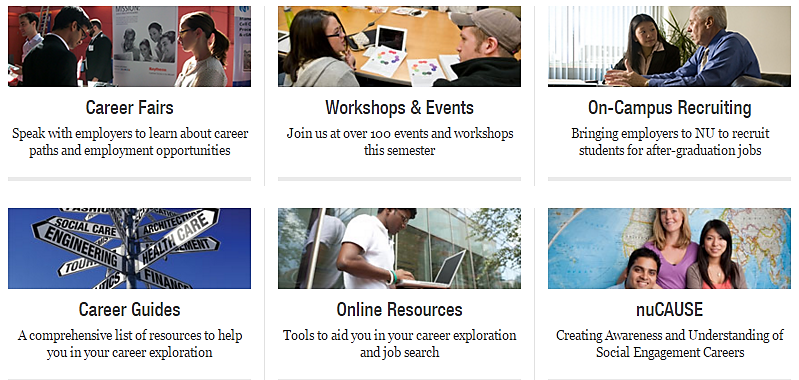 MISSION
Career Fairs
Speak with employers to learn about career
paths and employment opportunities
Workshops & Events
Join us at over 100 events and workshops
this semester
On-Campus Recruiting
Bringing employers to NU to recruit
students for after-graduation jobs
FASHION
SOCIAL CARE
ARCHITECTURE
ENGINEERING
HEALTH CARE
FINANCE
Career Guides
A comprehensive list of resources to help
you in your career exploration
Online Resources
Tools to aid you in your career exploration
and job search
nuCAUSE
Creating Awareness and Understanding of
Social Engagement Careers